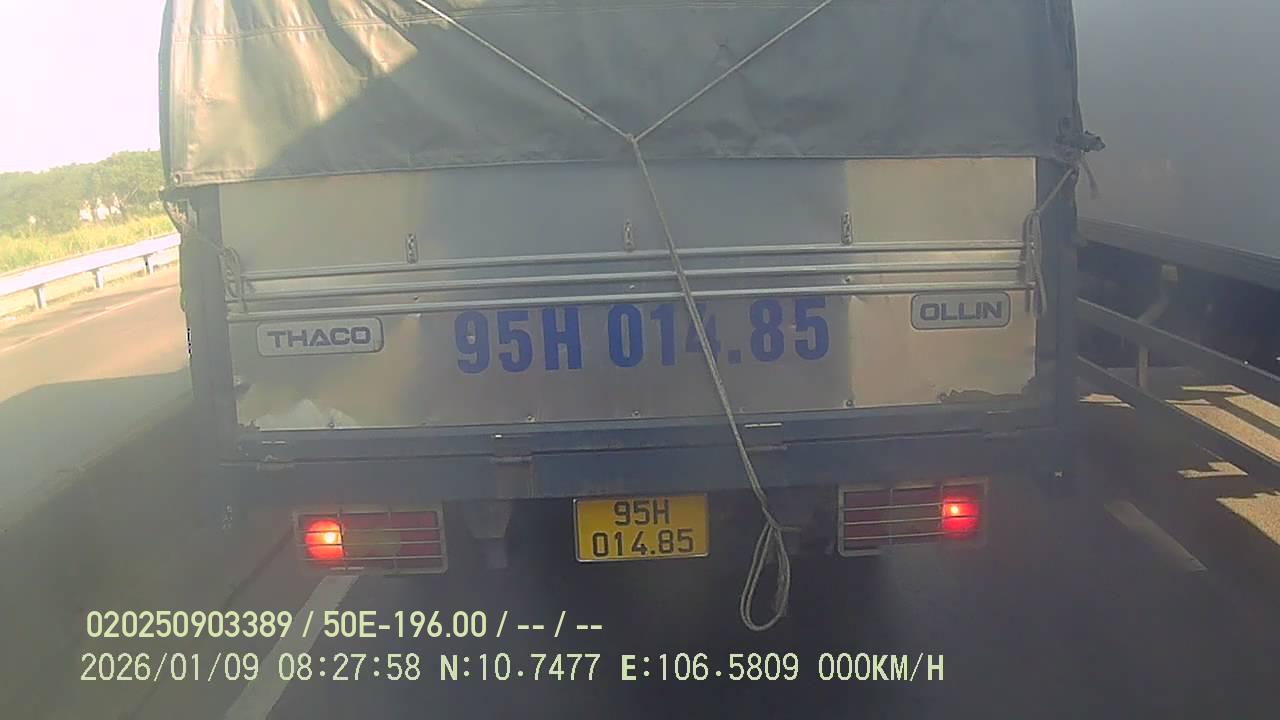 THACO
95H 014.85
OLLIN
95H
014.85
020250903389 / 50E-196.00 / -- / --
2026/01/09 08:27:58 N:10.7477 E:106.5809 000KM/H